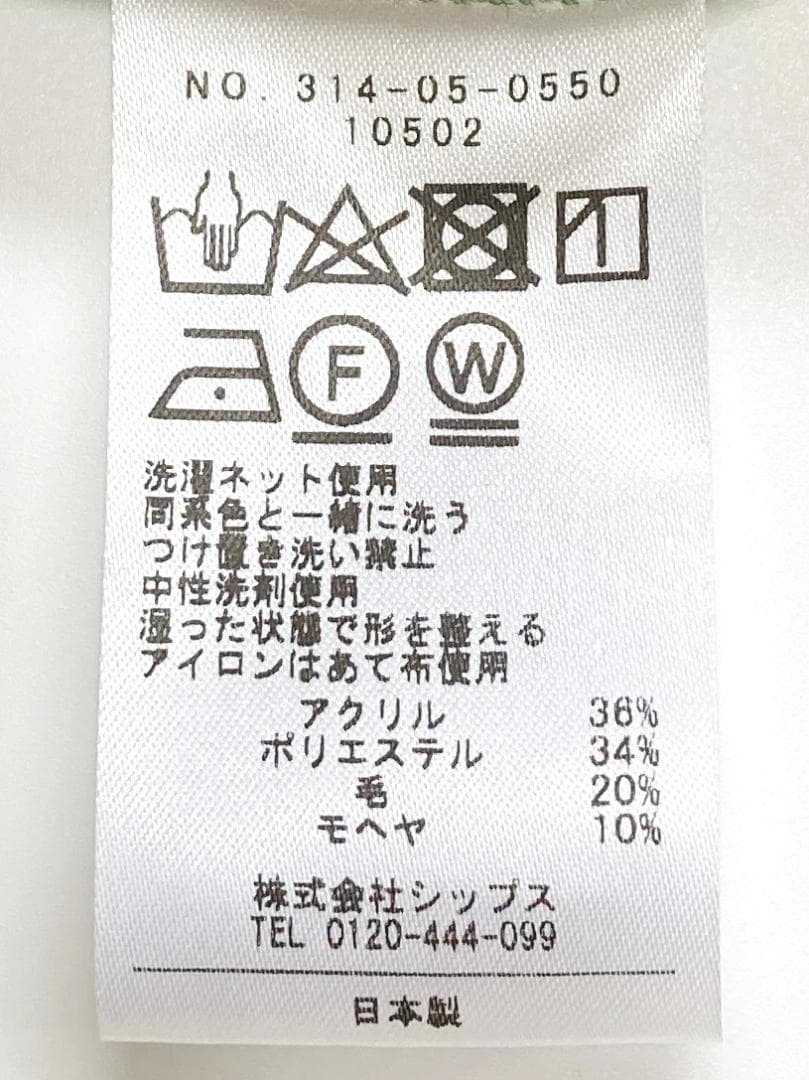 NO. 314-05-0550
10502
F W
洗濯ネット使用
同系色と一緒に洗う
つけ置き洗い禁止
中性洗剤使用
湿った状態で形を整える
アイロンはあて布使用
アクリル 36%
ポリエステル 34%
毛 20%
モヘヤ 10%
株式会社シップス
TEL 0120-444-099
日本製